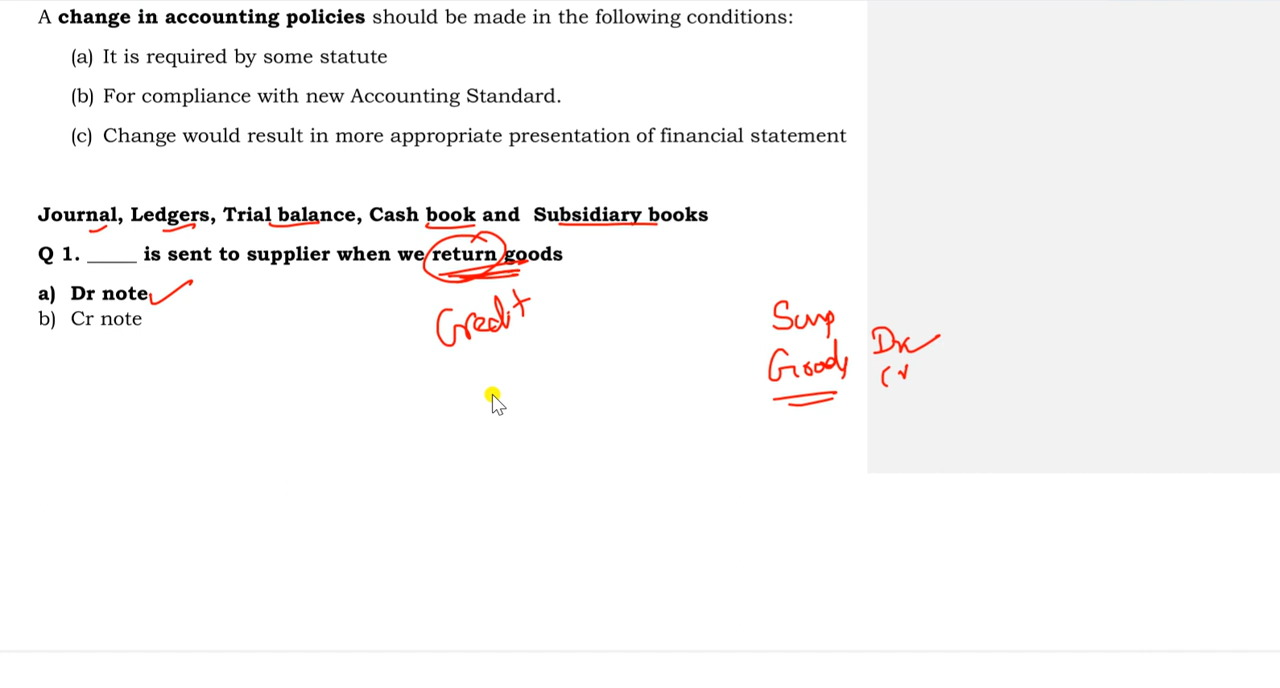 A change in accounting policies should be made in the following conditions:
(a) It is required by some statute
(b) For compliance with new Accounting Standard.
(c) Change would result in more appropriate presentation of financial statement
Journal, Ledgers, Trial balance, Cash book and Subsidiary books
Q 1. _____ is sent to supplier when we return goods
a) Dr note
b) Cr note
Credit
Goods
Dr